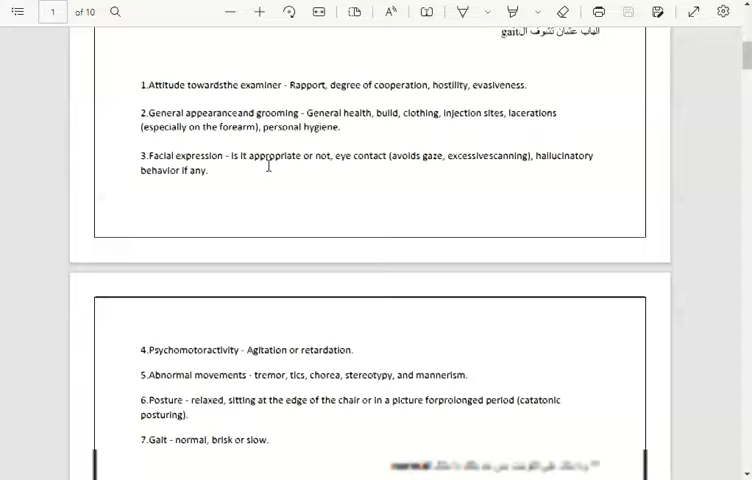 1
of 10
الباب عشان تشوف الgait
1.Attitude towardsthe examiner - Rapport, degree of cooperation, hostility, evasiveness.
2.General appearanceand grooming - General health, build, clothing, injection sites, lacerations
(especially on the forearm), personal hygiene.
3.Facial expression - Is it appropriate or not, eye contact (avoids gaze, excessivescanning), hallucinatory
behavior if any.
4.Psychomotoractivity - Agitation or retardation.
5.Abnormal movements - tremor, tics, chorea, stereotypy, and mannerism.
6.Posture - relaxed, sitting at the edge of the chair or in a picture forprolonged period (catatonic
posturing).
7.Gait - normal, brisk or slow.
normal